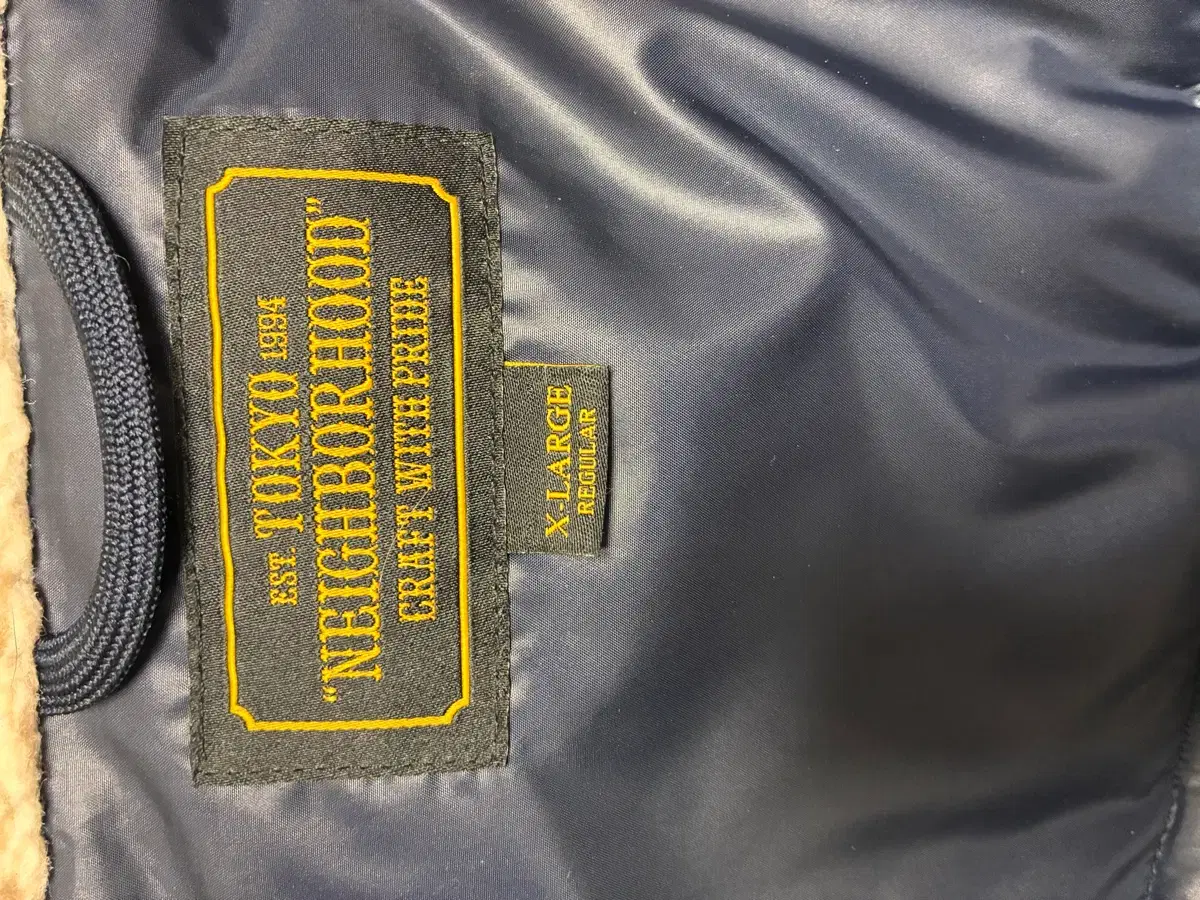 EST. TOKYO 1994
"NEIGHBORHOOD"
CRAFT WITH PRIDE
X-LARGE
REGULAR